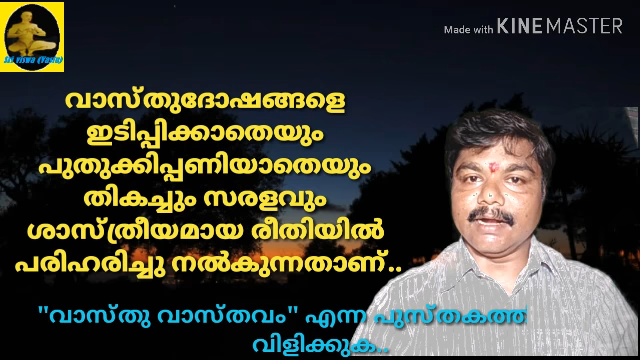 Made with KINEMASTER
വാസ്തുദോഷങ്ങളെ
ഇടിപ്പിക്കാതെയും
പുതുക്കിപ്പണിയാതെയും
തികച്ചും സരളവും
ശാസ്ത്രീയമായ രീതിയിൽ
പരിഹരിച്ചു നൽകുന്നതാണ്..
"വാസ്തു വാസ്തവം" എന്ന പുസ്തകത്ത
വിളിക്കുക..